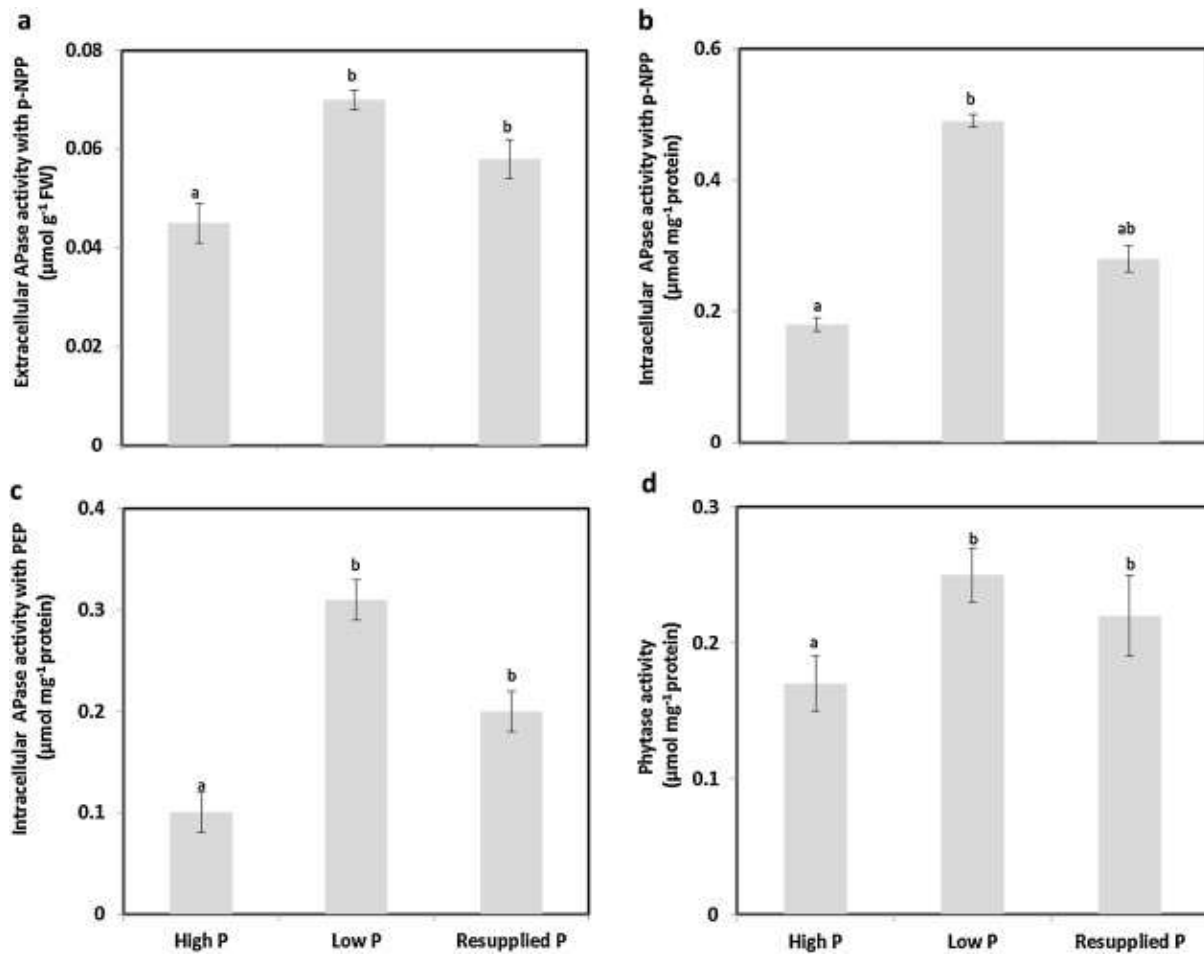 a
Extracellular APase activity with p-NPP
(µmol g⁻¹ FW)
0.08
0.06
0.04
0.02
0
a
b
b
b
Intracellular APase activity with p-NPP
(µmol mg⁻¹ protein)
0.6
0.4
0.2
0
a
b
ab
c
Intracellular APase activity with PEP
(µmol mg⁻¹ protein)
0.4
0.3
0.2
0.1
0
a
b
b
High P
Low P
Resupplied P
d
Phytase activity
(µmol mg⁻¹ protein)
0.3
0.2
0.1
0
a
b
b
High P
Low P
Resupplied P